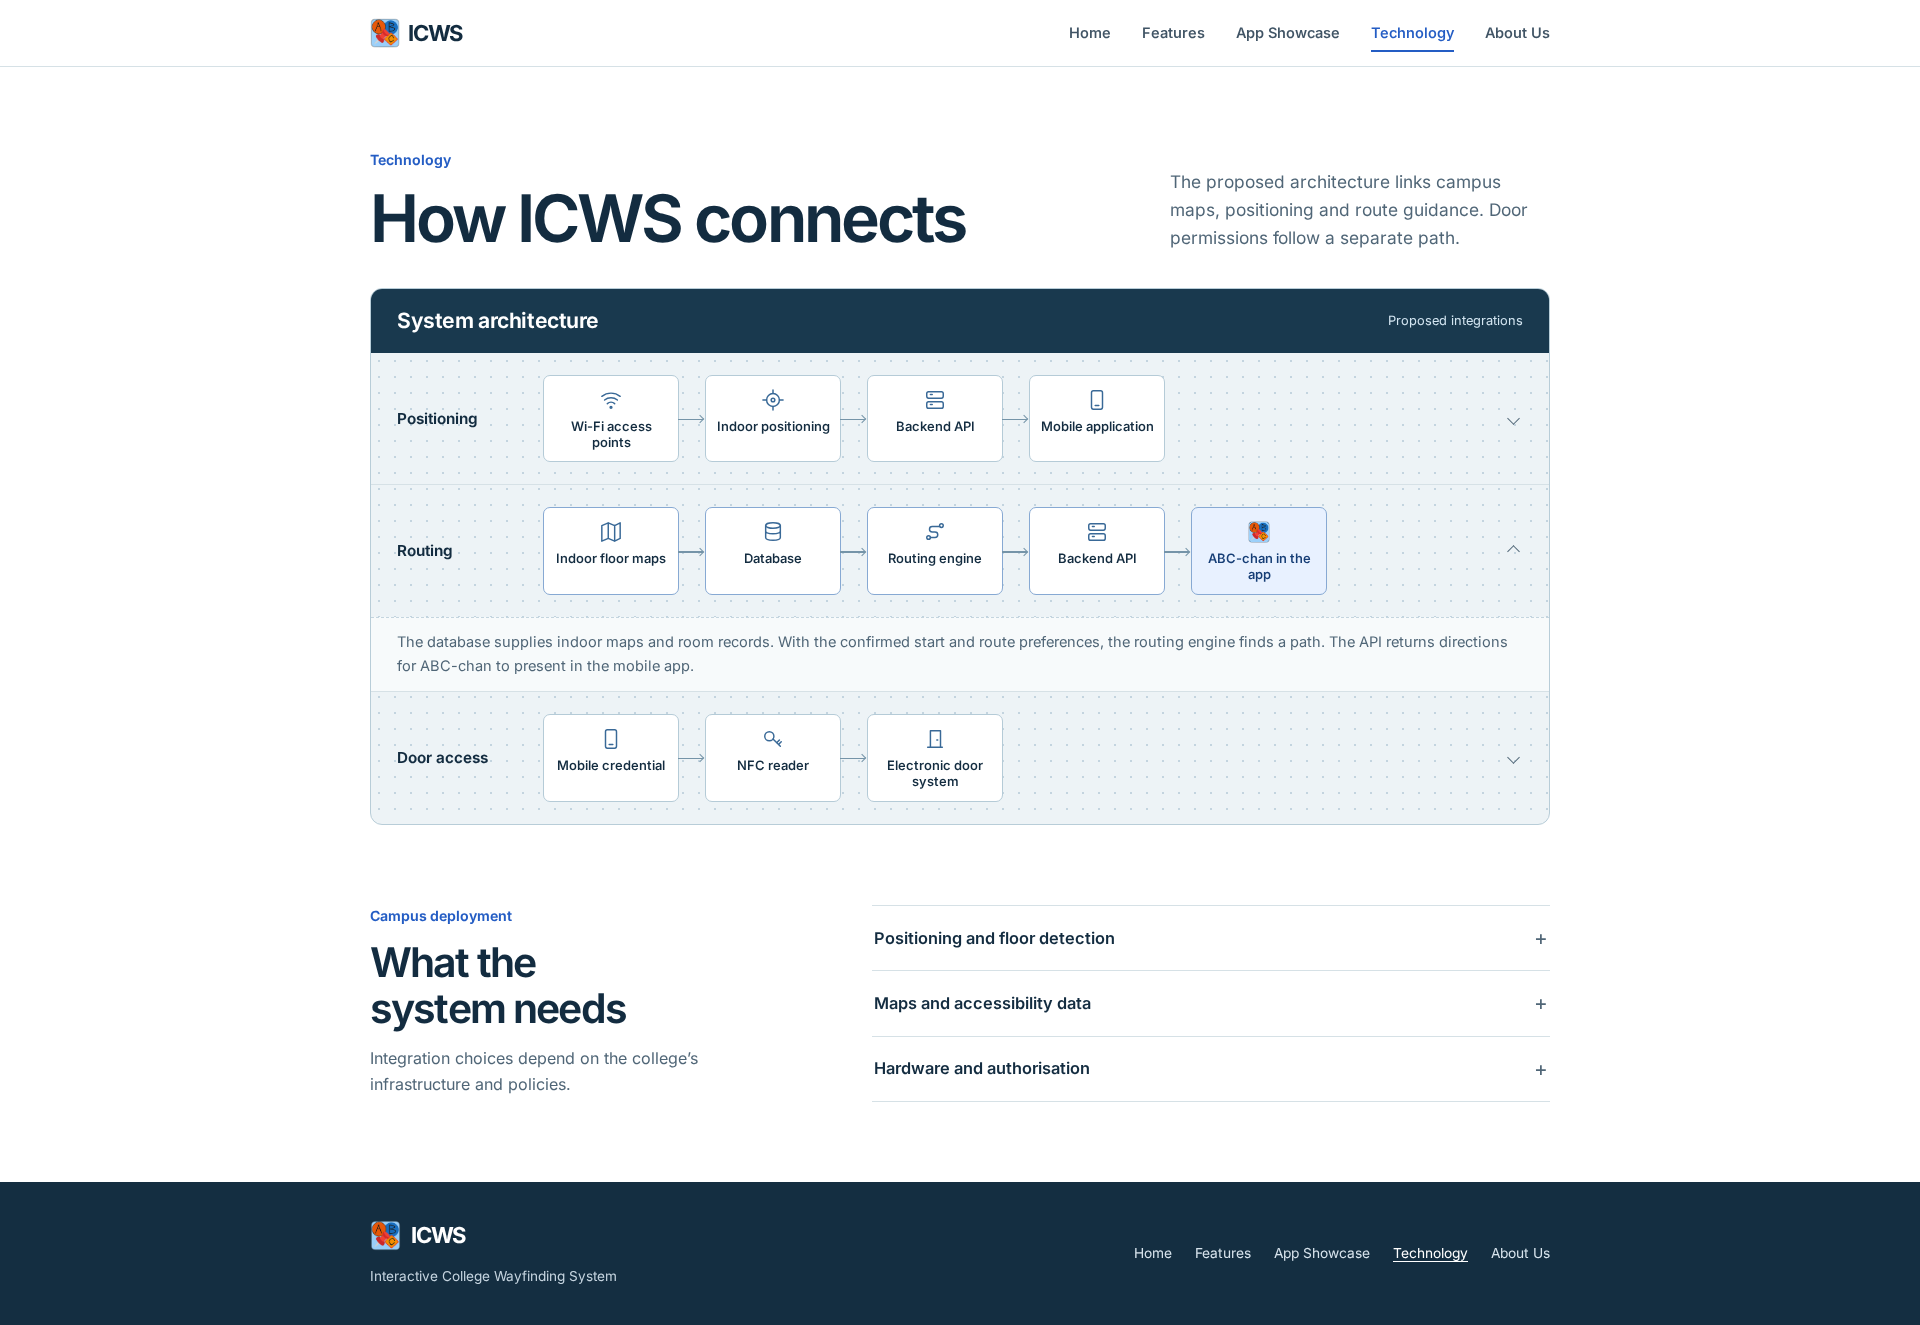 ICWS
Home Features App Showcase Technology About Us
Technology
How ICWS connects
The proposed architecture links campus
maps, positioning and route guidance. Door
permissions follow a separate path.
System architecture
Proposed integrations
Positioning
Wi-Fi access
points
Indoor positioning
Backend API
Mobile application
Routing
Indoor floor maps
Database
Routing engine
Backend API
ABC-chan in the
app
The database supplies indoor maps and room records. With the confirmed start and route preferences, the routing engine finds a path. The API returns directions
for ABC-chan to present in the mobile app.
Door access
Mobile credential
NFC reader
Electronic door
system
Campus deployment
What the
system needs
Integration choices depend on the college’s
infrastructure and policies.
Positioning and floor detection +
Maps and accessibility data +
Hardware and authorisation +
ICWS
Interactive College Wayfinding System
Home Features App Showcase Technology About Us